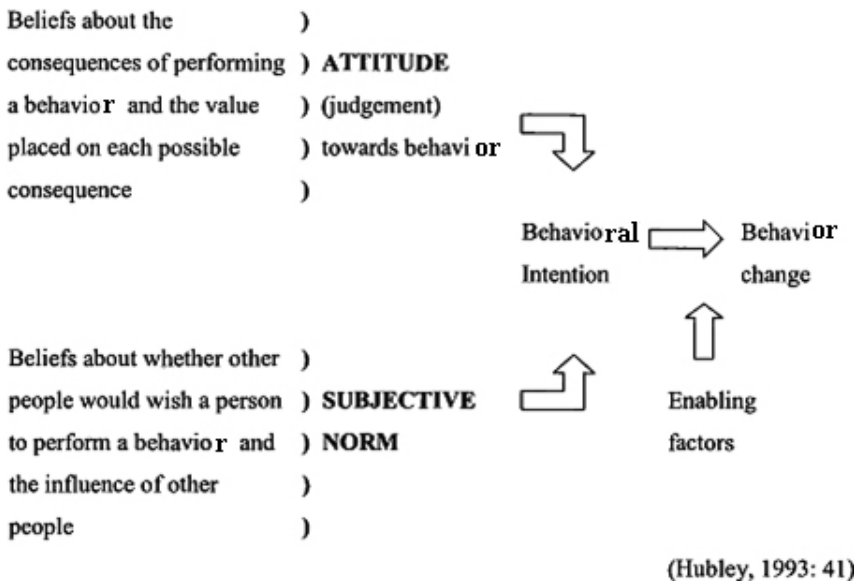 Beliefs about the )
consequences of performing ) ATTITUDE
a behavior and the value ) (judgement)
placed on each possible ) towards behavior
consequence )
Behavioral
Intention
Behavior
change
Beliefs about whether other )
people would wish a person ) SUBJECTIVE
to perform a behavior and ) NORM
the influence of other )
people )
Enabling
factors
(Hubley, 1993: 41)